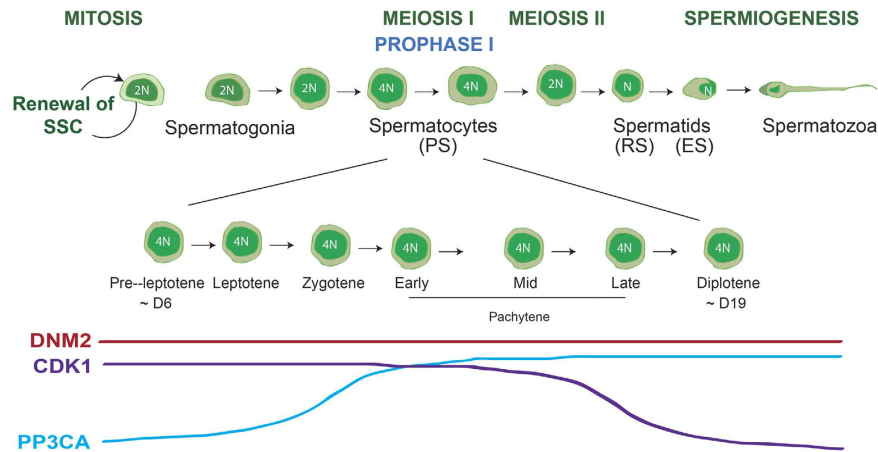 MITOSIS
MEIOSIS I
MEIOSIS II
SPERMIOGENESIS
PROPHASE I
2N
2N
2N
4N
4N
2N
N
N
Renewal of
SSC
Spermatogonia
Spermatocytes
(PS)
Spermatids
(RS) (ES)
Spermatozoa
4N
4N
4N
4N
4N
4N
4N
Pre--leptotene
~ D6
Leptotene
Zygotene
Early
Mid
Late
Diplotene
~ D19
Pachytene
DNM2
CDK1
PP3CA